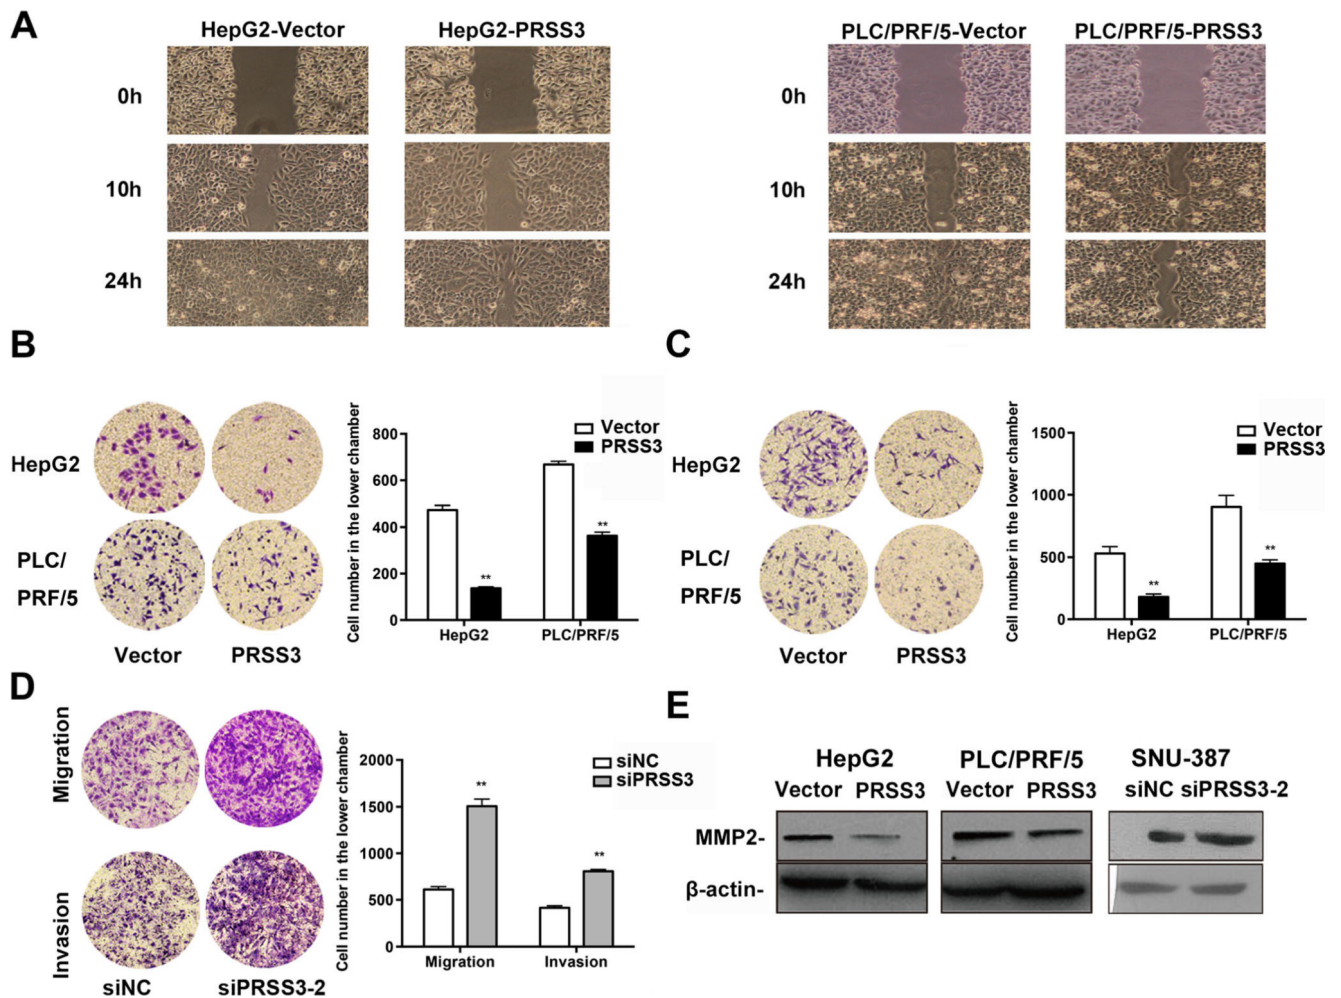 A
HepG2-Vector HepG2-PRSS3 PLC/PRF/5-Vector PLC/PRF/5-PRSS3
0h 0h
10h 10h
24h 24h
B
HepG2
PLC/
PRF/5
Vector PRSS3
Cell number in the lower chamber
800
600
400
200
0
Vector
PRSS3
**
**
HepG2 PLC/PRF/5
C
HepG2
PLC/
PRF/5
Vector PRSS3
Cell number in the lower chamber
1500
1000
500
0
Vector
PRSS3
**
**
HepG2 PLC/PRF/5
D
Migration
Invasion
siNC siPRSS3-2
Cell number in the lower chamber
2000
1500
1000
500
0
siNC
siPRSS3
**
**
Migration Invasion
E
HepG2 PLC/PRF/5 SNU-387
Vector PRSS3 Vector PRSS3 siNC siPRSS3-2
MMP2-
β-actin-